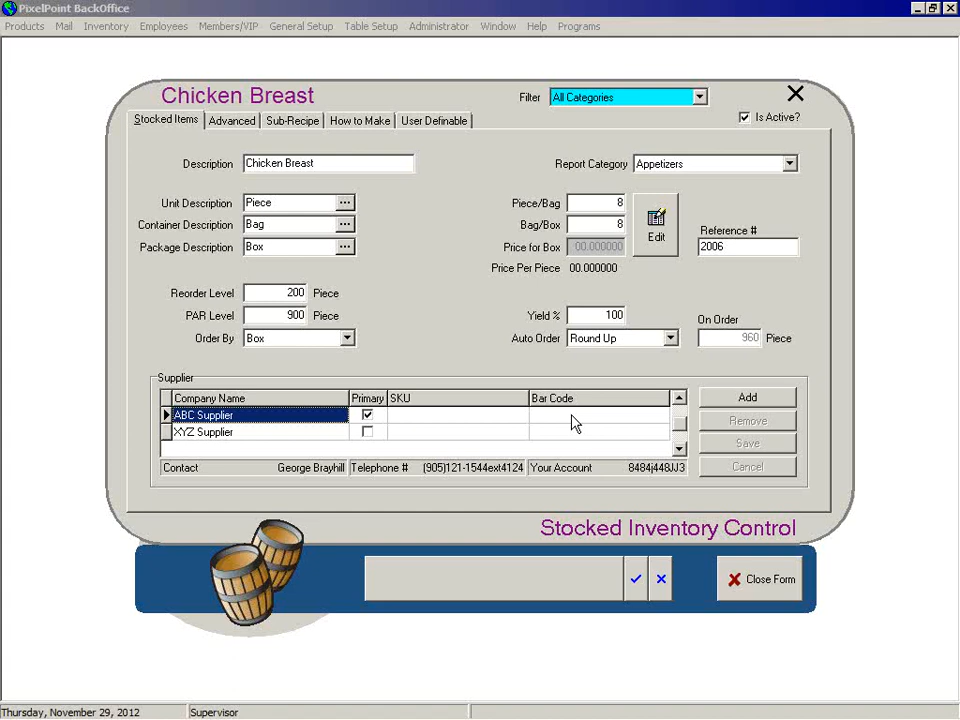 PixelPoint BackOffice
Products Mail Inventory Employees Members/VIP General Setup Table Setup Administrator Window Help Programs
Chicken Breast
Filter All Categories
Stocked Items Advanced Sub-Recipe How to Make User Definable
Is Active?
Description Chicken Breast
Report Category Appetizers
Unit Description Piece ...
Piece/Bag 8
Container Description Bag ...
Bag/Box 8
Edit
Reference #
Package Description Box ...
Price for Box 00.000000
2006
Price Per Piece 00.000000
Reorder Level 200 Piece
PAR Level 900 Piece
Yield % 100
On Order
Order By Box
Auto Order Round Up
960 Piece
Supplier
Company Name Primary SKU Bar Code
Add
ABC Supplier
Remove
XYZ Supplier
Save
Contact George Brayhill Telephone # (905)121-1544ext4124 Your Account 8484j448JJ3
Cancel
Stocked Inventory Control
Close Form
Thursday, November 29, 2012 Supervisor